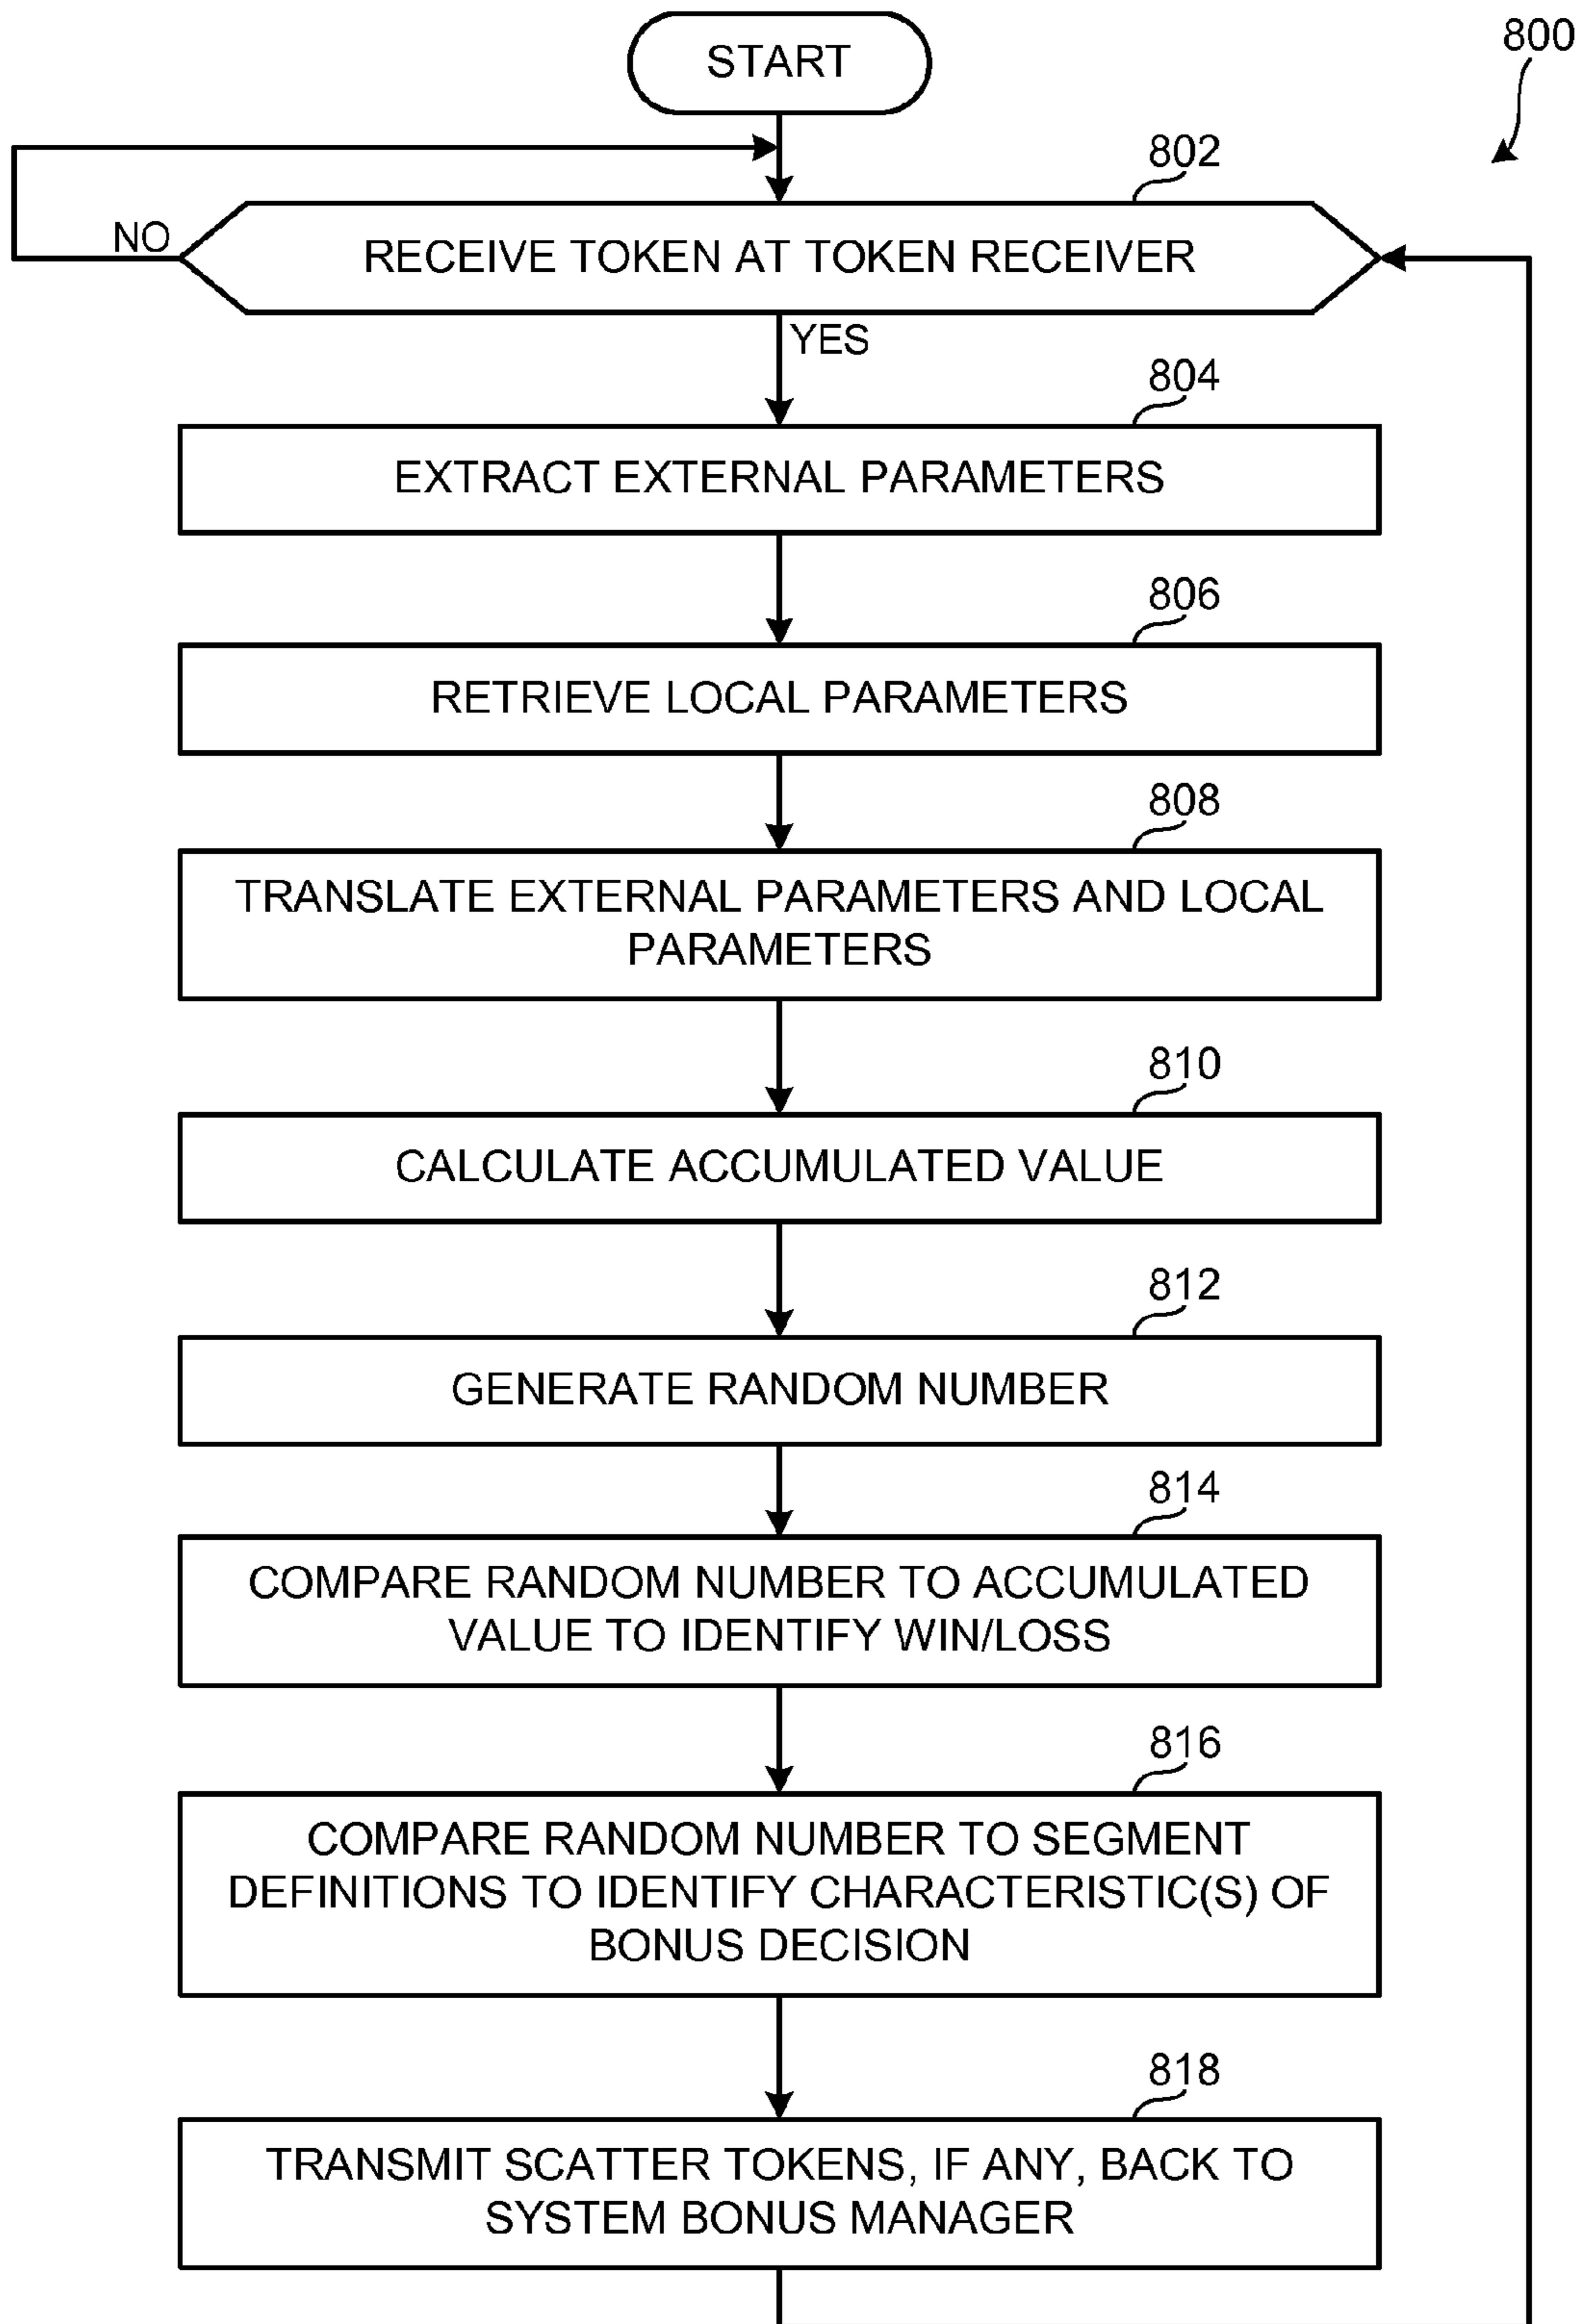 START
800
802
NO
RECEIVE TOKEN AT TOKEN RECEIVER
YES
804
EXTRACT EXTERNAL PARAMETERS
806
RETRIEVE LOCAL PARAMETERS
808
TRANSLATE EXTERNAL PARAMETERS AND LOCAL
PARAMETERS
810
CALCULATE ACCUMULATED VALUE
812
GENERATE RANDOM NUMBER
814
COMPARE RANDOM NUMBER TO ACCUMULATED
VALUE TO IDENTIFY WIN/LOSS
816
COMPARE RANDOM NUMBER TO SEGMENT
DEFINITIONS TO IDENTIFY CHARACTERISTIC(S) OF
BONUS DECISION
818
TRANSMIT SCATTER TOKENS, IF ANY, BACK TO
SYSTEM BONUS MANAGER